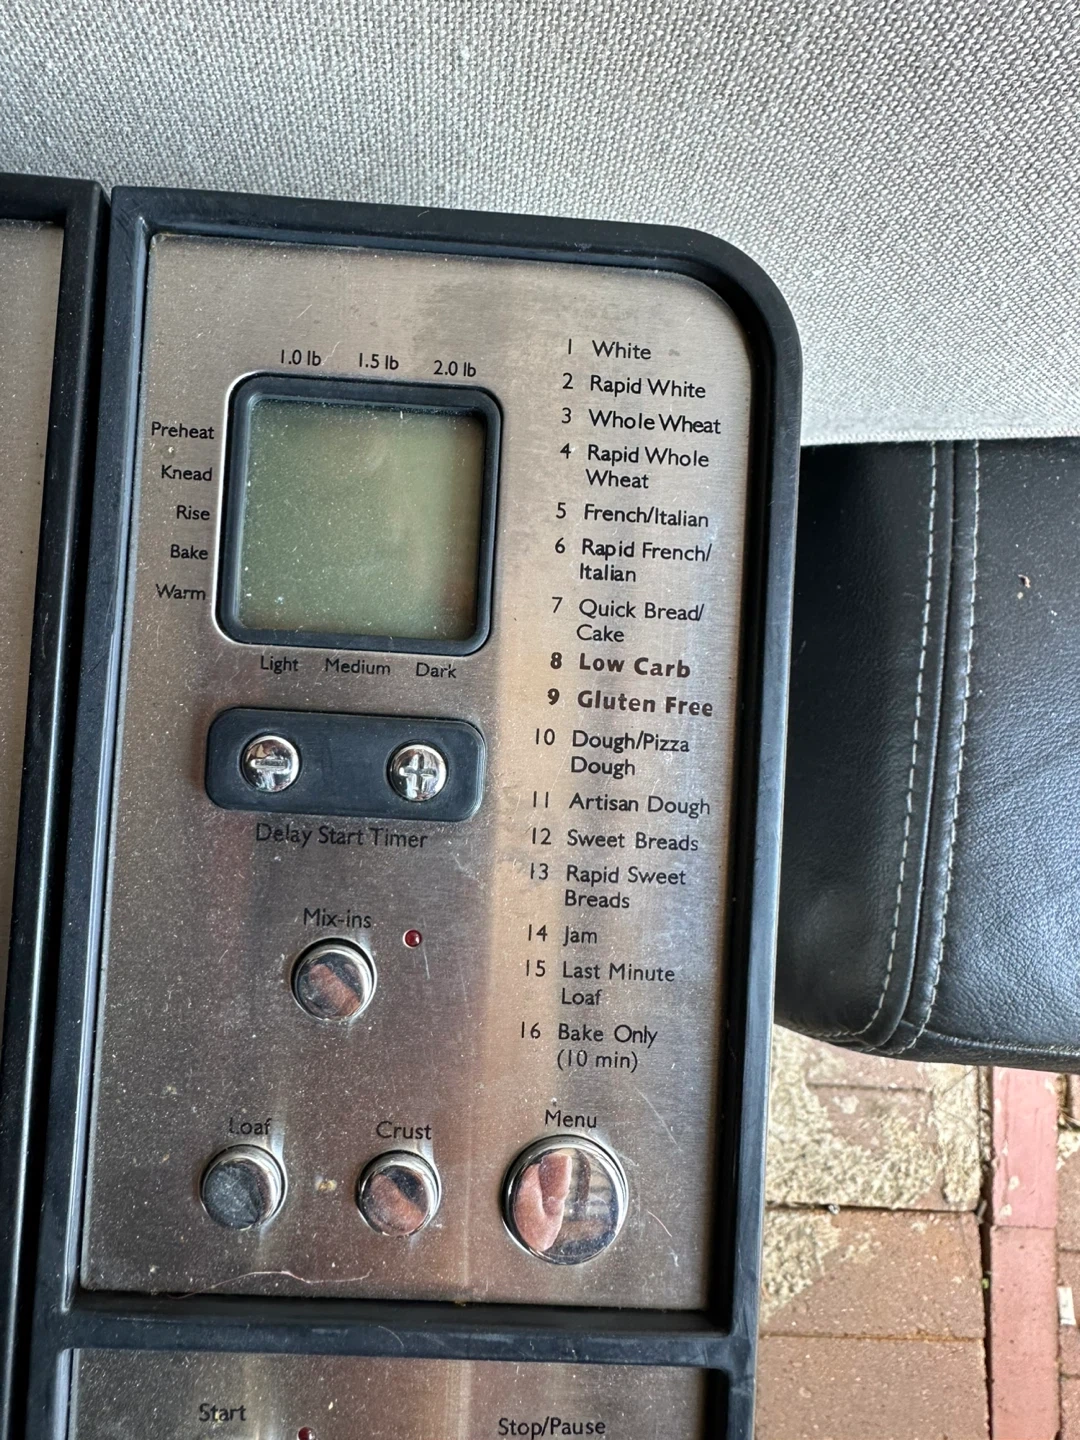 1.0 lb 1.5 lb 2.0 lb
Preheat
Knead
Rise
Bake
Warm
Light Medium Dark
Delay Start Timer
Mix-ins
Loaf
Crust
Menu
1 White
2 Rapid White
3 Whole Wheat
4 Rapid Whole
Wheat
5 French/Italian
6 Rapid French/
Italian
7 Quick Bread/
Cake
8 Low Carb
9 Gluten Free
10 Dough/Pizza
Dough
11 Artisan Dough
12 Sweet Breads
13 Rapid Sweet
Breads
14 Jam
15 Last Minute
Loaf
16 Bake Only
(10 min)
Start
Stop/Pause